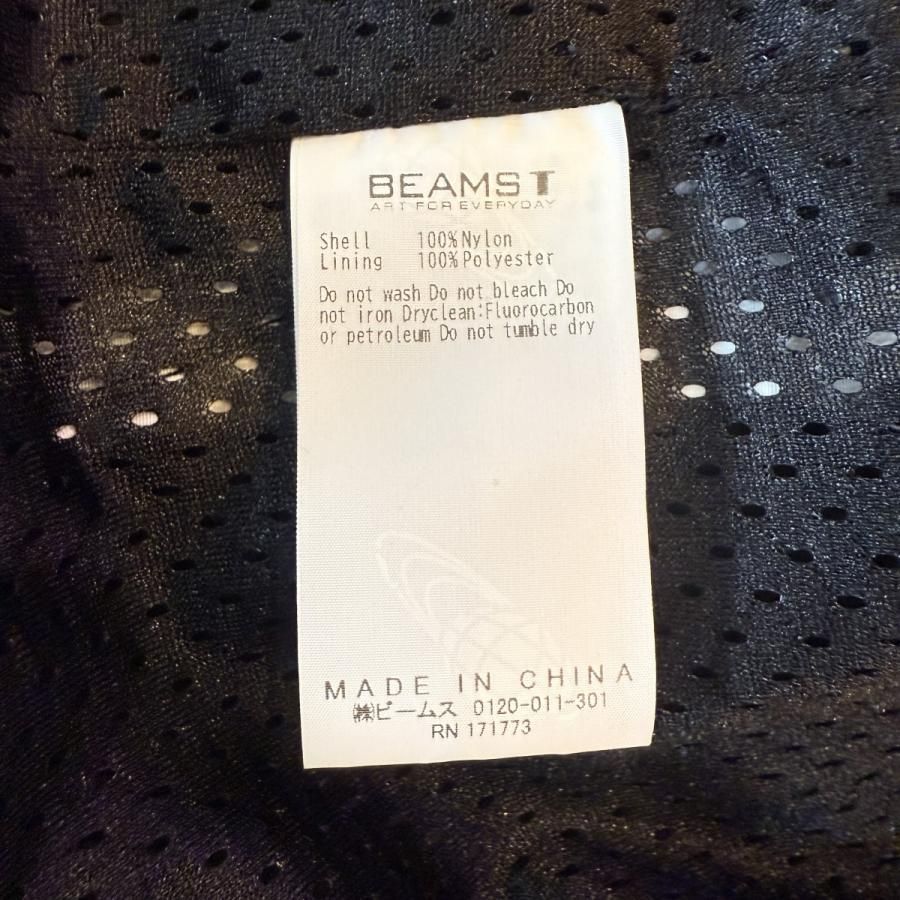 BEAMS T
ART FOR EVERYDAY
Shell 100%Nylon
Lining 100%Polyester
Do not wash Do not bleach Do
not iron Dryclean:Fluorocarbon
or petroleum Do not tumble dry
MADE IN CHINA
㈱ビームス 0120-011-301
RN 171773